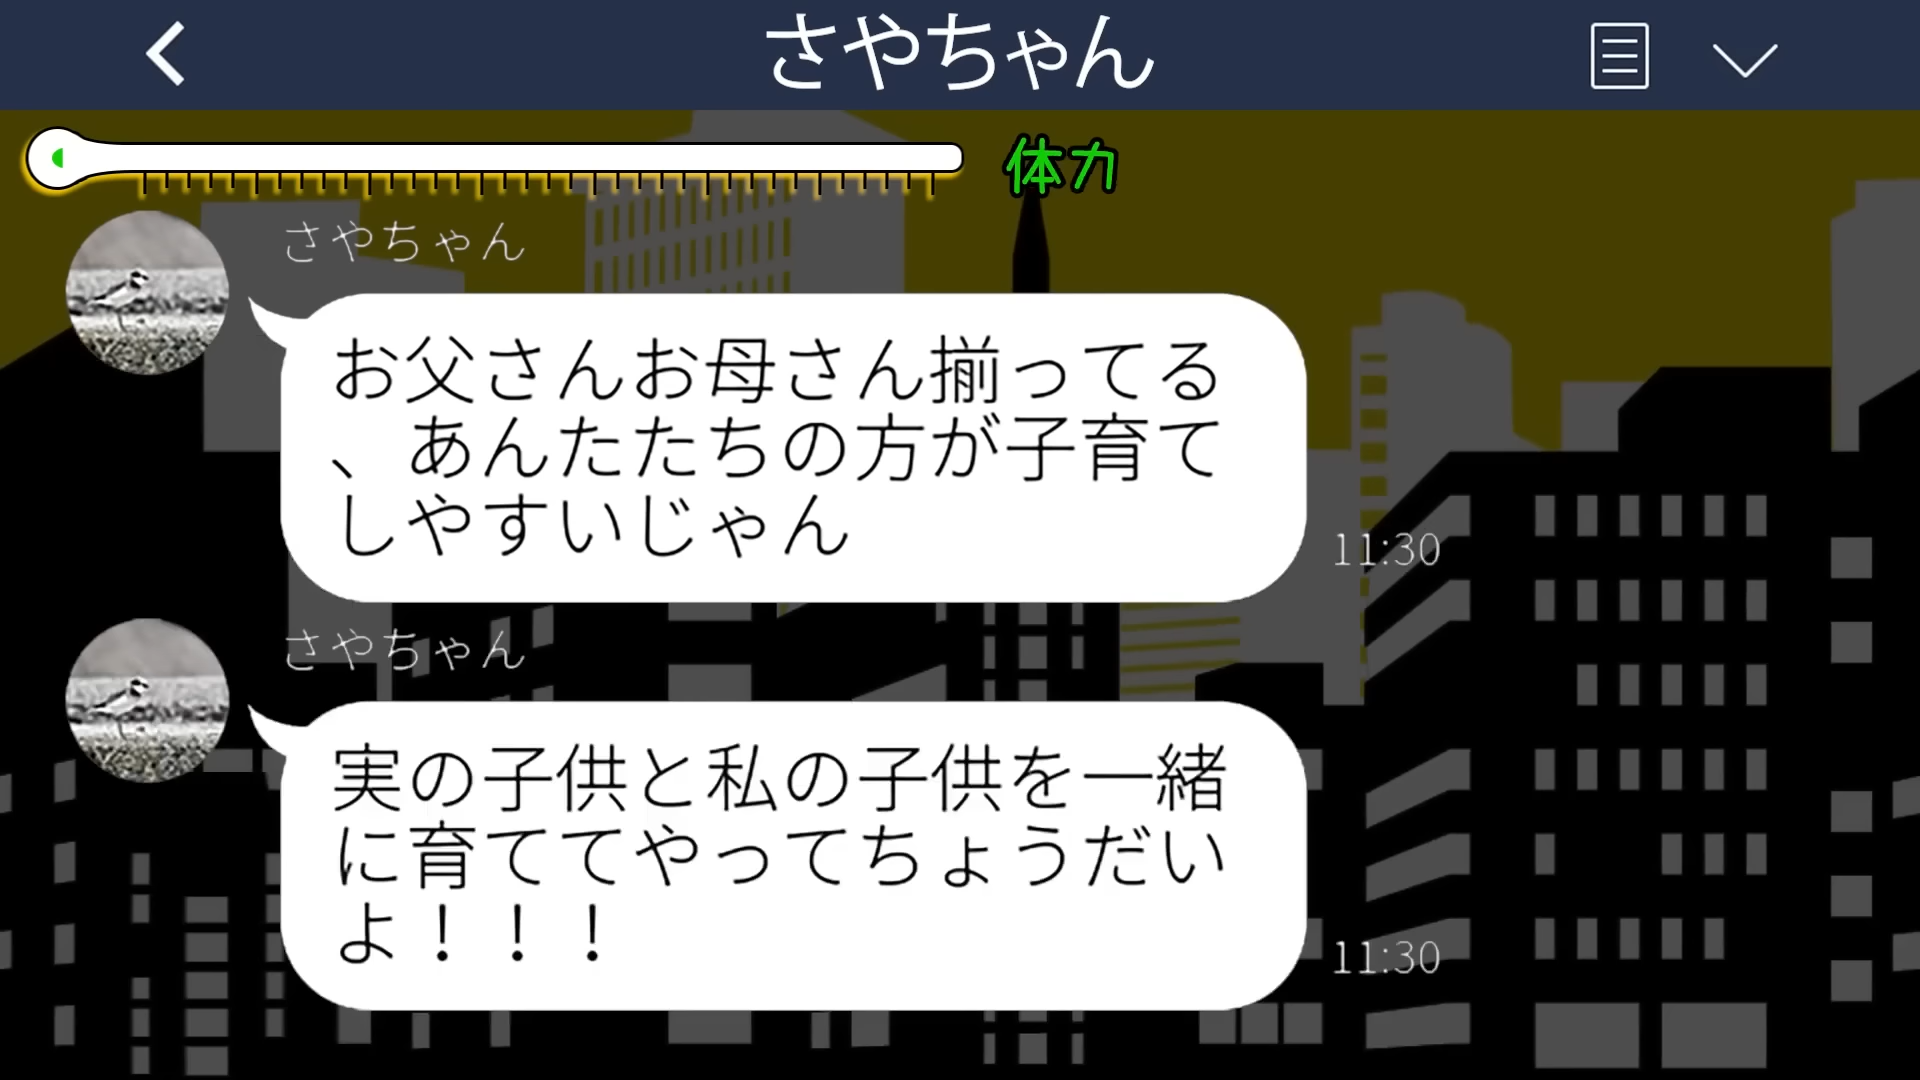 さやちゃん
体力
さやちゃん
お父さんお母さん揃ってる
、あんたたちの方が子育て
しやすいじゃん
11:30
さやちゃん
実の子供と私の子供を一緒
に育ててやってちょうだい
よ！！！
11:30